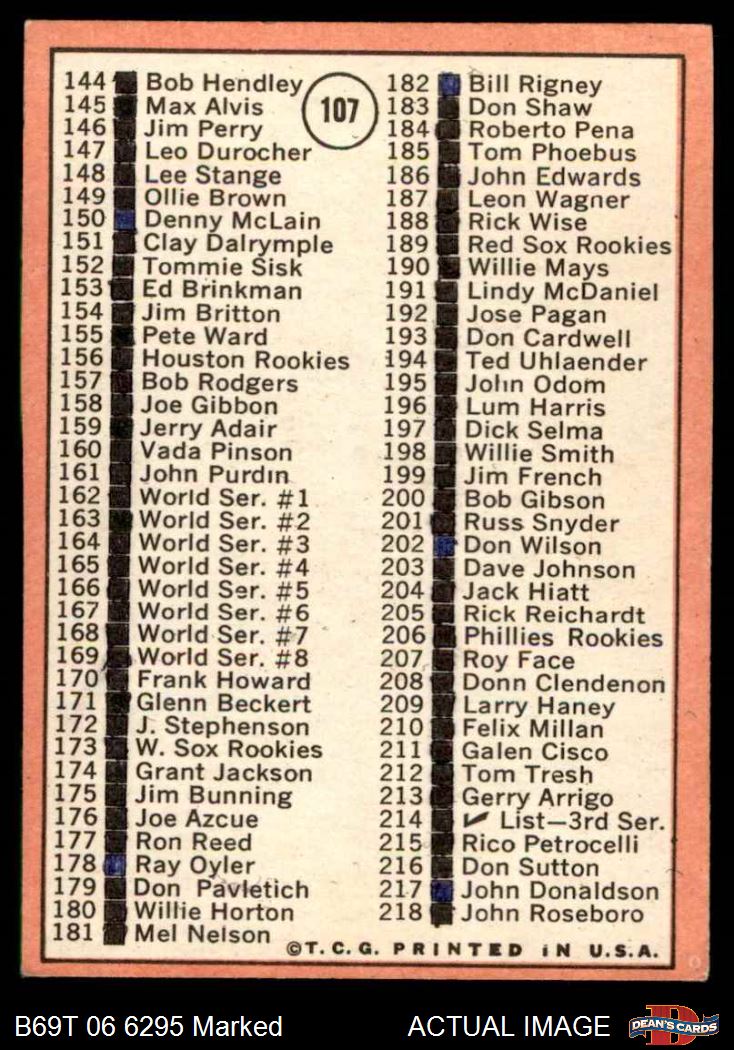 107
144 Bob Hendley
145 Max Alvis
146 Jim Perry
147 Leo Durocher
148 Lee Stange
149 Ollie Brown
150 Denny McLain
151 Clay Dalrymple
152 Tommie Sisk
153 Ed Brinkman
154 Jim Britton
155 Pete Ward
156 Houston Rookies
157 Bob Rodgers
158 Joe Gibbon
159 Jerry Adair
160 Vada Pinson
161 John Purdin
162 World Ser. #1
163 World Ser. #2
164 World Ser. #3
165 World Ser. #4
166 World Ser. #5
167 World Ser. #6
168 World Ser. #7
169 World Ser. #8
170 Frank Howard
171 Glenn Beckert
172 J. Stephenson
173 W. Sox Rookies
174 Grant Jackson
175 Jim Bunning
176 Joe Azcue
177 Ron Reed
178 Ray Oyler
179 Don Pavletich
180 Willie Horton
181 Mel Nelson
182 Bill Rigney
183 Don Shaw
184 Roberto Pena
185 Tom Phoebus
186 John Edwards
187 Leon Wagner
188 Rick Wise
189 Red Sox Rookies
190 Willie Mays
191 Lindy McDaniel
192 Jose Pagan
193 Don Cardwell
194 Ted Uhlaender
195 John Odom
196 Lum Harris
197 Dick Selma
198 Willie Smith
199 Jim French
200 Bob Gibson
201 Russ Snyder
202 Don Wilson
203 Dave Johnson
204 Jack Hiatt
205 Rick Reichardt
206 Phillies Rookies
207 Roy Face
208 Donn Clendenon
209 Larry Haney
210 Felix Millan
211 Galen Cisco
212 Tom Tresh
213 Gerry Arrigo
214 ✓ List—3rd Ser.
215 Rico Petrocelli
216 Don Sutton
217 John Donaldson
218 John Roseboro
©T.C.G. PRINTED IN U.S.A.
B69T 06 6295 Marked
ACTUAL IMAGE
DEAN'S CARDS